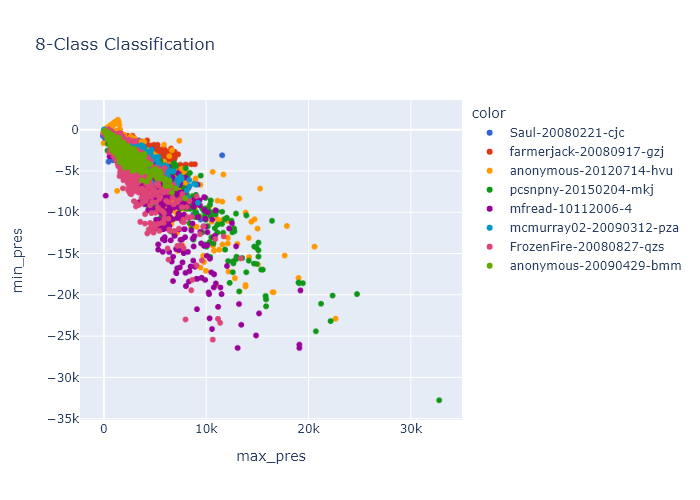 8-Class Classification
color
Saul-20080221-cjc
farmerjack-20080917-gzj
anonymous-20120714-hvu
pcsnpny-20150204-mkj
mfread-10112006-4
mcmurray02-20090312-pza
FrozenFire-20080827-qzs
anonymous-20090429-bmm
min_pres
0
−5k
−10k
−15k
−20k
−25k
−30k
−35k
0 10k 20k 30k
max_pres